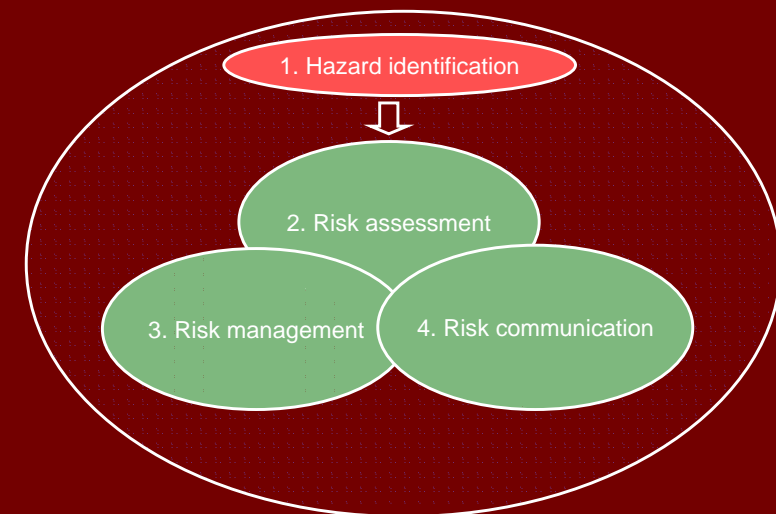 1. Hazard identification
2. Risk assessment
3. Risk management
4. Risk communication